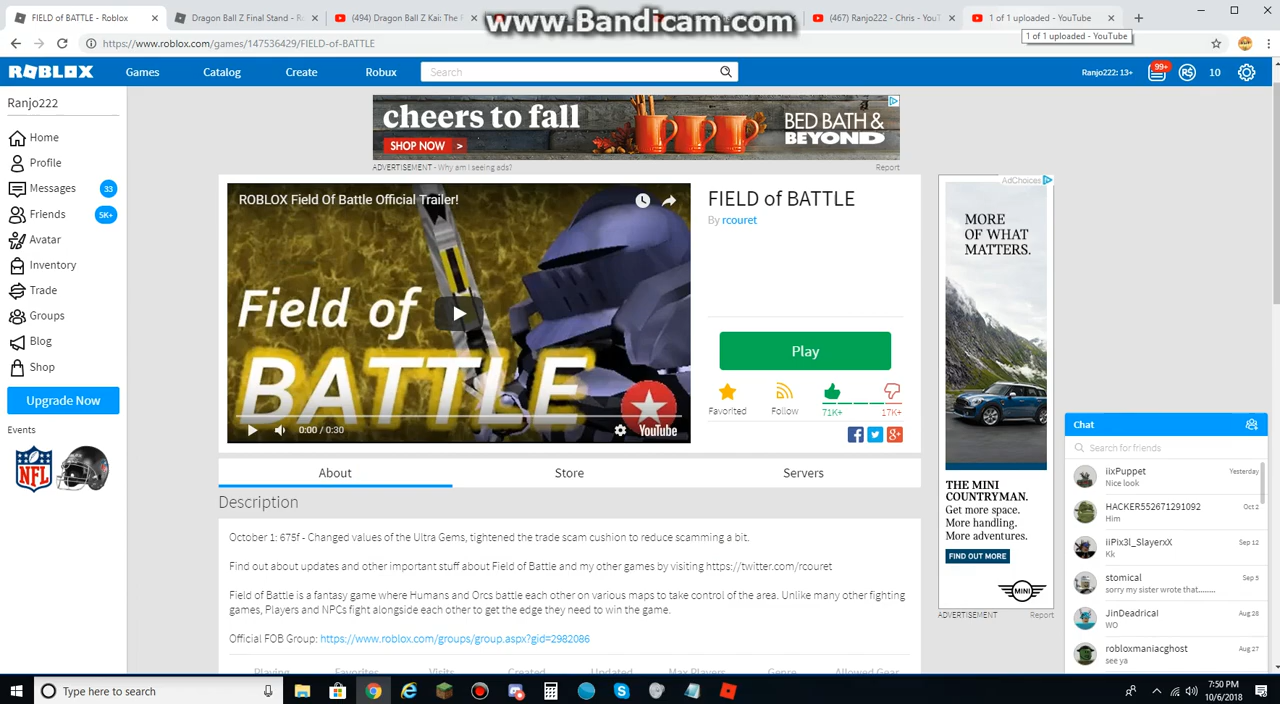 FIELD of BATTLE - Roblox
Dragon Ball Z Final Stand - Ro
(494) Dragon Ball Z Kai: The F
www.Bandicam.com
(467) Ranjo222 - Chris - YouT
1 of 1 uploaded - YouTube
https://www.roblox.com/games/147536429/FIELD-of-BATTLE
1 of 1 uploaded - YouTube
ROBLOX
Games
Catalog
Create
Robux
Search
Ranjo222: 13+
99+
R$
10
Ranjo222
Home
Profile
Messages
33
Friends
5K+
Avatar
Inventory
Trade
Groups
Blog
Shop
Upgrade Now
Events
NFL
cheers to fall
SHOP NOW >
BED BATH &
BEYOND
ADVERTISEMENT - Why am I seeing ads?
Report
ROBLOX Field Of Battle Official Trailer!
Field of
BATTLE
0:00 / 0:30
YouTube
FIELD of BATTLE
By rcouret
Play
Favorited
Follow
71K+
17K+
About
Store
Servers
Description
October 1: 675f - Changed values of the Ultra Gems, tightened the trade scam cushion to reduce scamming a bit.
Find out about updates and other important stuff about Field of Battle and my other games by visiting https://twitter.com/rcouret
Field of Battle is a fantasy game where Humans and Orcs battle each other in various maps to take control of the area. Unlike many other fighting
games, Players and NPCs fight alongside each other to get the edge they need to win the game.
Official FOB Group: https://www.roblox.com/groups/group.aspx?gid=2982086
Playing
Favorites
Visits
Created
Updated
Max Players
Genre
Allowed Gear
AdChoices
MORE
OF WHAT
MATTERS.
THE MINI
COUNTRYMAN.
Get more space.
More handling.
More adventures.
FIND OUT MORE
MINI
ADVERTISEMENT
Report
Chat
Search for friends
iixPuppet
Yesterday
Nice look
HACKER552671291092
Oct 2
Him
iiPix3l_SlayerxX
Sep 12
Kk
stomical
Sep 5
sorry my sister wrote that........
JinDeadrical
Aug 28
WO
robloxmaniacghost
Aug 27
see ya
Type here to search
7:50 PM
10/6/2018